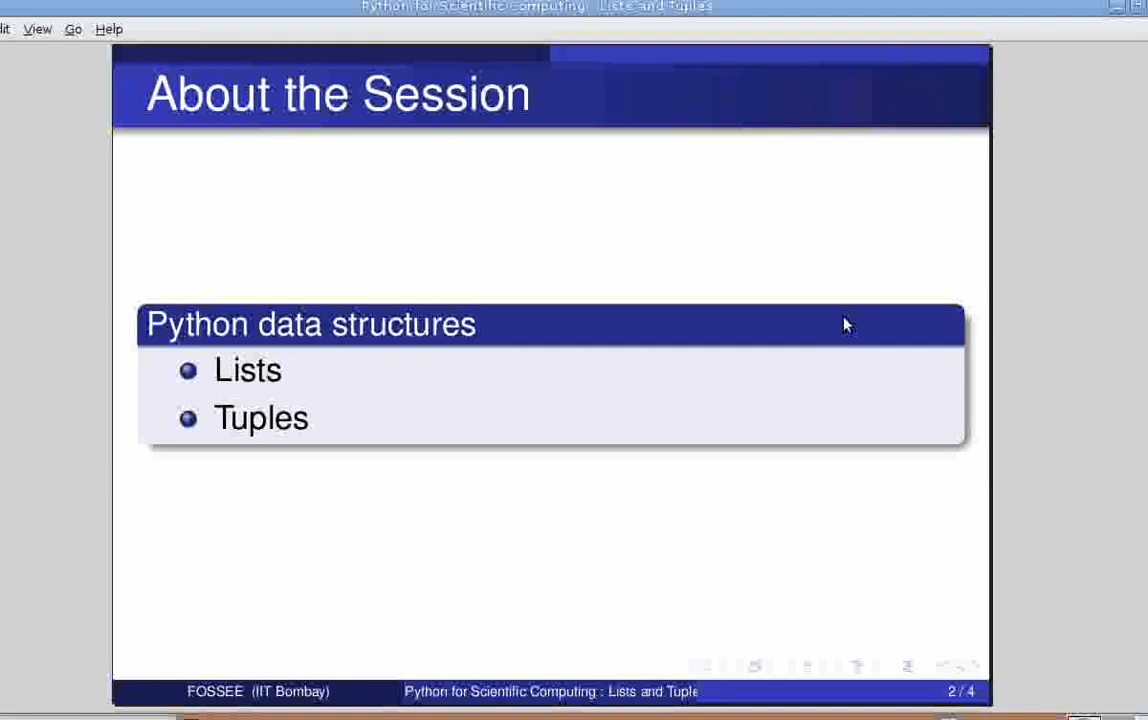 Python for Scientific computing : Lists and Tuples
dit View Go Help
About the Session
Python data structures
Lists
Tuples
FOSSEE (IIT Bombay) Python for Scientific Computing : Lists and Tuple 2 / 4